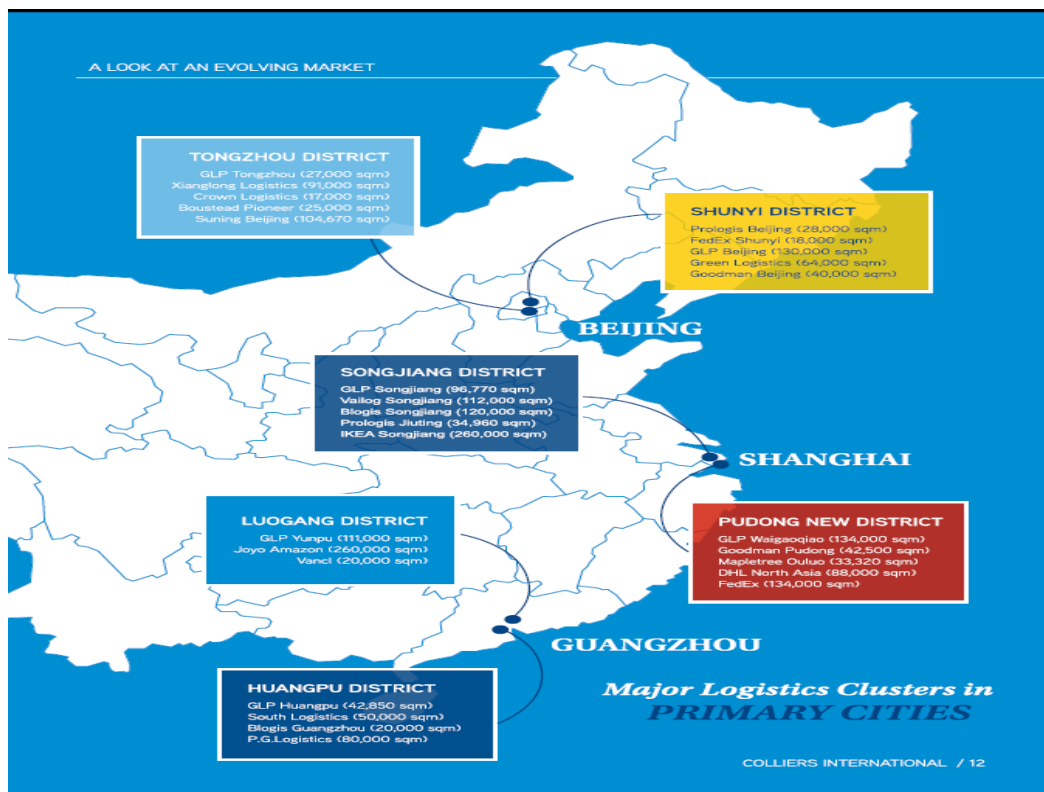 A LOOK AT AN EVOLVING MARKET
TONGZHOU DISTRICT
GLP Tongzhou (27,000 sqm)
Xianglong Logistics (91,000 sqm)
Crown Logistics (17,000 sqm)
Boustead Pioneer (25,000 sqm)
Suning Beijing (104,670 sqm)
SHUNYI DISTRICT
Prologis Beijing (28,000 sqm)
FedEx Shunyi (18,000 sqm)
GLP Beijing (130,000 sqm)
Green Logistics (64,000 sqm)
Goodman Beijing (40,000 sqm)
BEIJING
SONGJIANG DISTRICT
GLP Songjiang (96,770 sqm)
Vailog Songjiang (112,000 sqm)
Blogis Songjiang (120,000 sqm)
Prologis Jiuting (34,960 sqm)
IKEA Songjiang (260,000 sqm)
SHANGHAI
LUOGANG DISTRICT
GLP Yunpu (111,000 sqm)
Joyo Amazon (260,000 sqm)
Vancl (20,000 sqm)
PUDONG NEW DISTRICT
GLP Waigaoqiao (134,000 sqm)
Goodman Pudong (42,500 sqm)
Mapletree Ouluo (33,320 sqm)
DHL North Asia (88,000 sqm)
FedEx (134,000 sqm)
GUANGZHOU
HUANGPU DISTRICT
GLP Huangpu (42,850 sqm)
South Logistics (50,000 sqm)
Blogis Guangzhou (20,000 sqm)
P.G.Logistics (80,000 sqm)
Major Logistics Clusters in
PRIMARY CITIES
COLLIERS INTERNATIONAL / 12